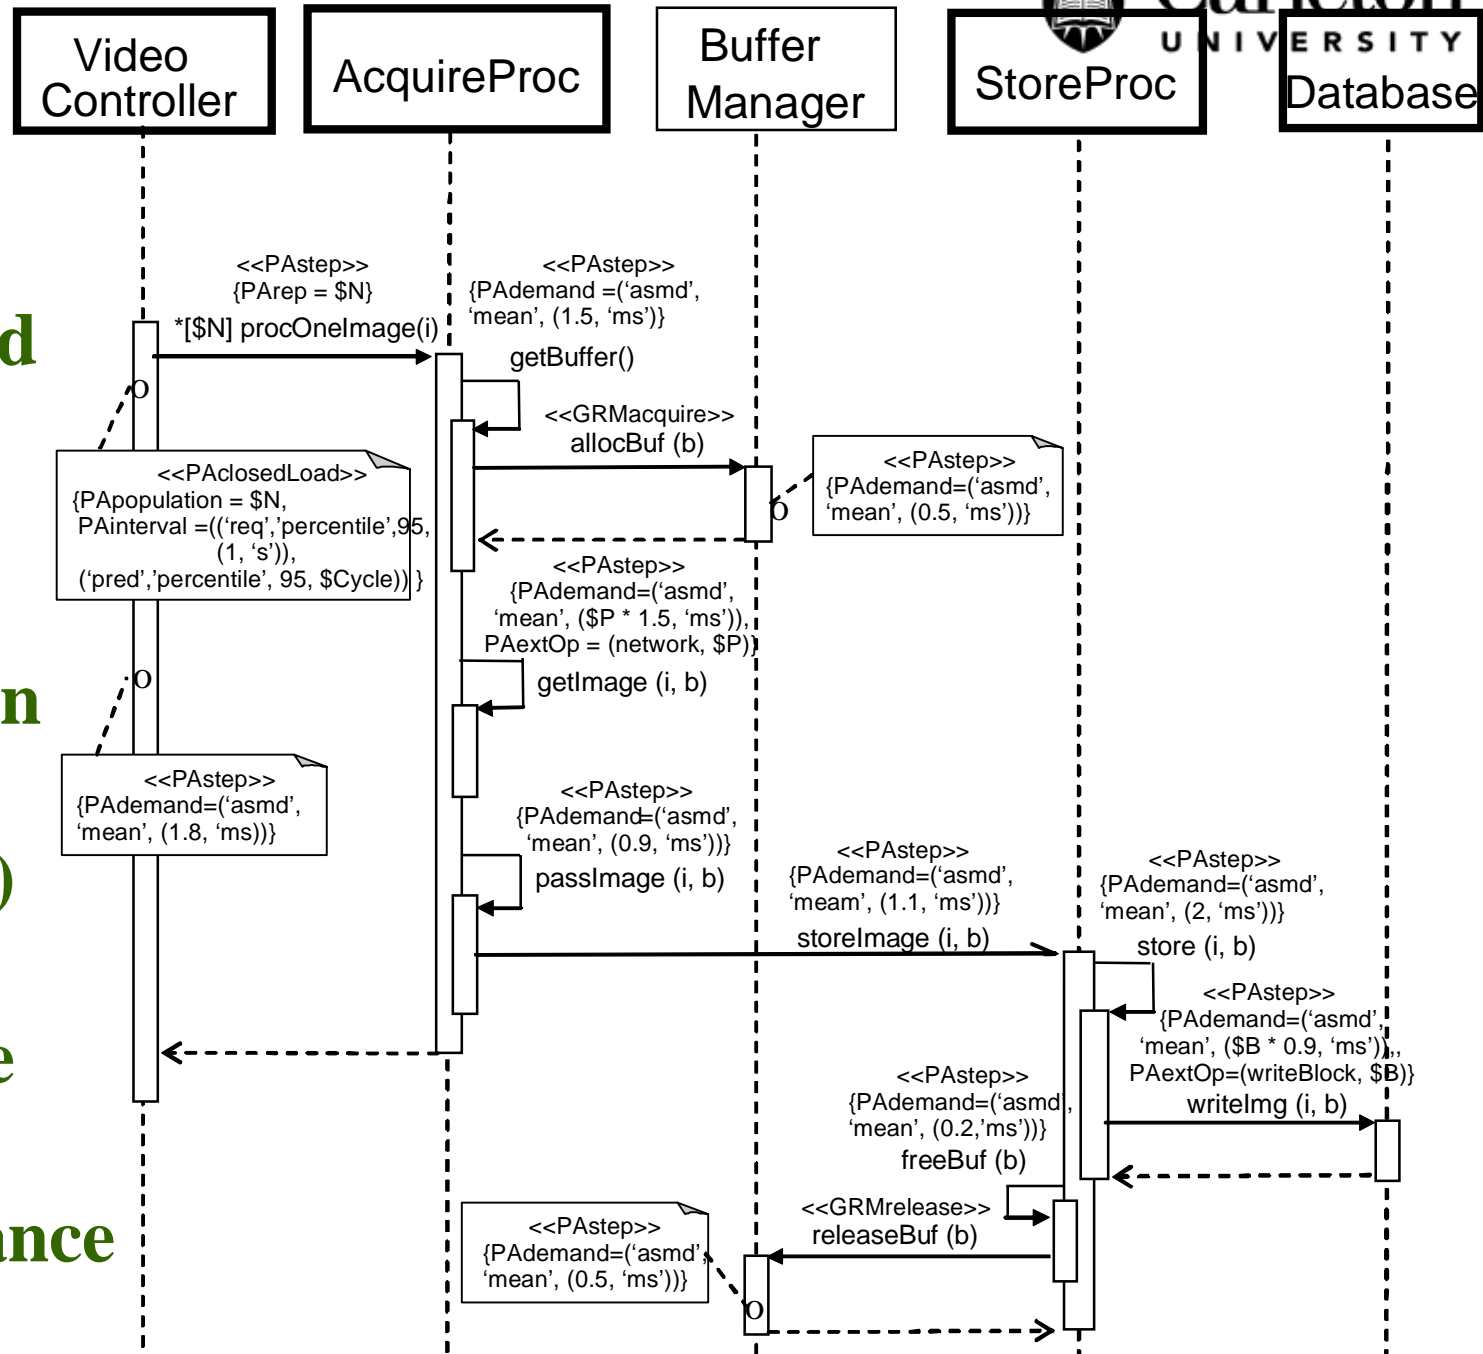 Carleton
UNIVERSITY
Video
Controller
AcquireProc
Buffer
Manager
StoreProc
Database
<<PAstep>>
{PArep = $N}
*[$N] procOneImage(i)
<<PAstep>>
{PAdemand =(‘asmd’,
‘mean’, (1.5, ‘ms’)}
getBuffer()
d
o
<<GRMacquire>>
allocBuf (b)
<<PAclosedLoad>>
{PApopulation = $N,
PAinterval =((‘req’,’percentile’,95,
(1, ‘s’)),
(‘pred’,’percentile’, 95, $Cycle)) }
<<PAstep>>
{PAdemand=(‘asmd’,
‘mean’, (0.5, ‘ms’))}
o
<<PAstep>>
{PAdemand=(‘asmd’,
‘mean’, ($P * 1.5, ‘ms’)),
PAextOp = (network, $P)}
getImage (i, b)
o
n
<<PAstep>>
{PAdemand=(‘asmd’,
‘mean’, (1.8, ‘ms))}
<<PAstep>>
{PAdemand=(‘asmd’,
‘mean’, (0.9, ‘ms’))}
passImage (i, b)
)
<<PAstep>>
{PAdemand=(‘asmd’,
‘meam’, (1.1, ‘ms’))}
storeImage (i, b)
<<PAstep>>
{PAdemand=(‘asmd’,
‘mean’, (2, ‘ms’))}
store (i, b)
<<PAstep>>
{PAdemand=(‘asmd’,
‘mean’, ($B * 0.9, ‘ms’)),,
PAextOp=(writeBlock, $B)}
writeImg (i, b)
e
<<PAstep>>
{PAdemand=(‘asmd’,
‘mean’, (0.2,’ms’))}
freeBuf (b)
<<GRMrelease>>
releaseBuf (b)
ance
<<PAstep>>
{PAdemand=(‘asmd’,
‘mean’, (0.5, ‘ms’))}
o